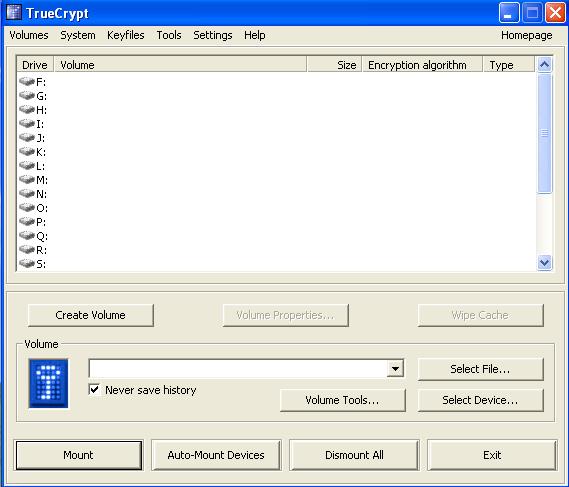 TrueCrypt
Volumes System Keyfiles Tools Settings Help Homepage
Drive Volume Size Encryption algorithm Type
F:
G:
H:
I:
J:
K:
L:
M:
N:
O:
P:
Q:
R:
S:
Create Volume Volume Properties... Wipe Cache
Volume
Select File...
Never save history
Volume Tools... Select Device...
Mount Auto-Mount Devices Dismount All Exit